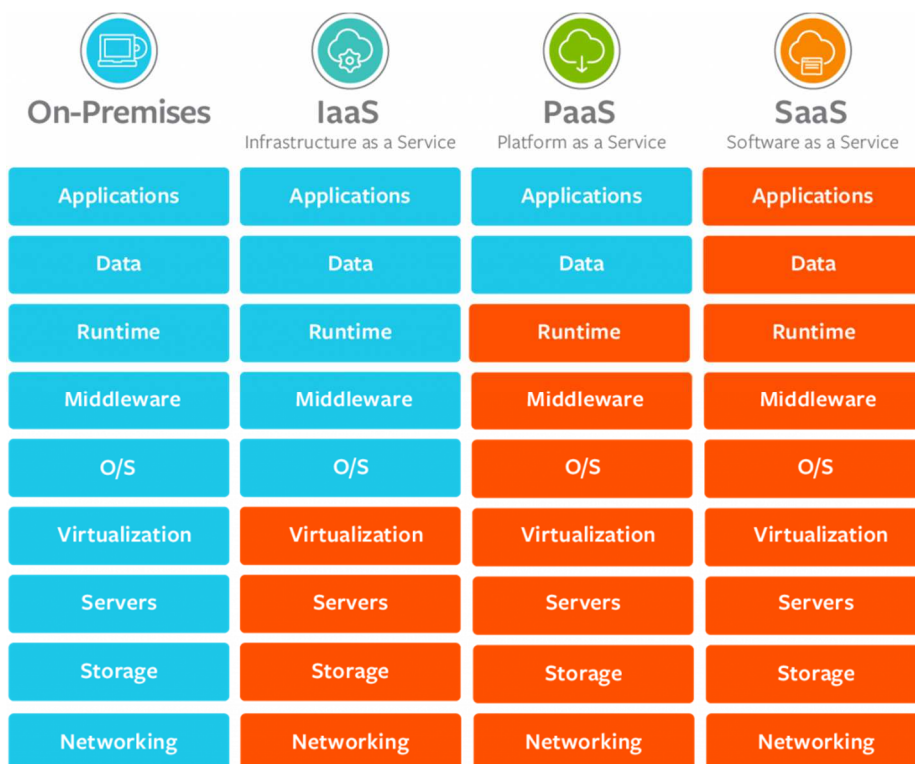 On-Premises
IaaS
Infrastructure as a Service
PaaS
Platform as a Service
SaaS
Software as a Service
Applications
Applications
Applications
Applications
Data
Data
Data
Data
Runtime
Runtime
Runtime
Runtime
Middleware
Middleware
Middleware
Middleware
O/S
O/S
O/S
O/S
Virtualization
Virtualization
Virtualization
Virtualization
Servers
Servers
Servers
Servers
Storage
Storage
Storage
Storage
Networking
Networking
Networking
Networking